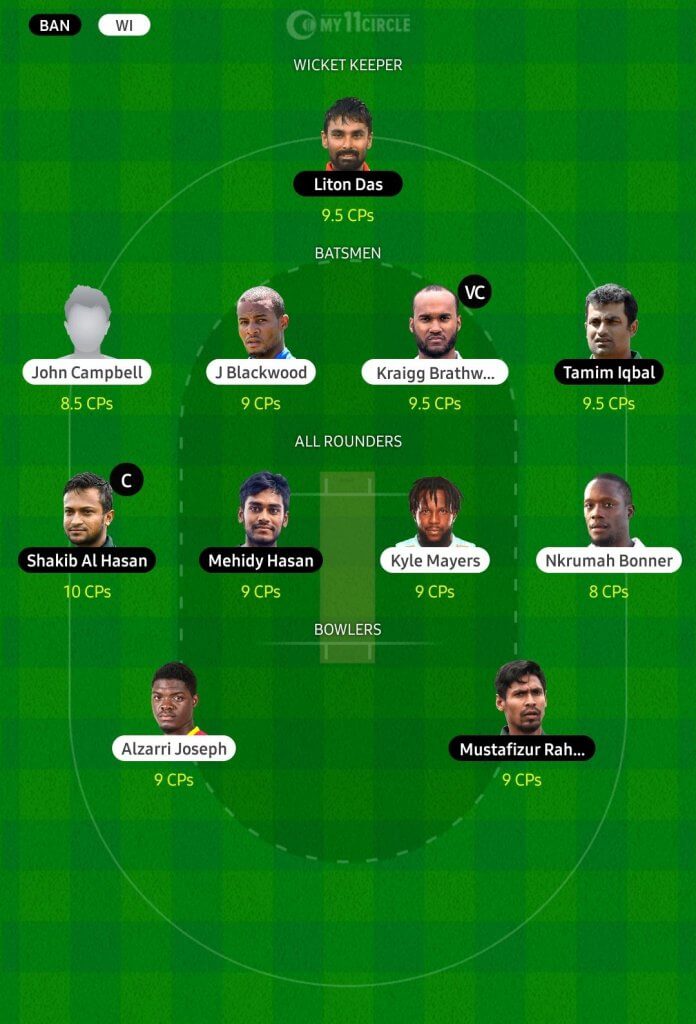 BAN WI
MY11CIRCLE
WICKET KEEPER
Liton Das
9.5 CPs
BATSMEN
VC
John Campbell J Blackwood Kraigg Brathw... Tamim Iqbal
8.5 CPs 9 CPs 9.5 CPs 9.5 CPs
ALL ROUNDERS
C
Shakib Al Hasan Mehidy Hasan Kyle Mayers Nkrumah Bonner
10 CPs 9 CPs 9 CPs 8 CPs
BOWLERS
Alzarri Joseph Mustafizur Rah...
9 CPs 9 CPs